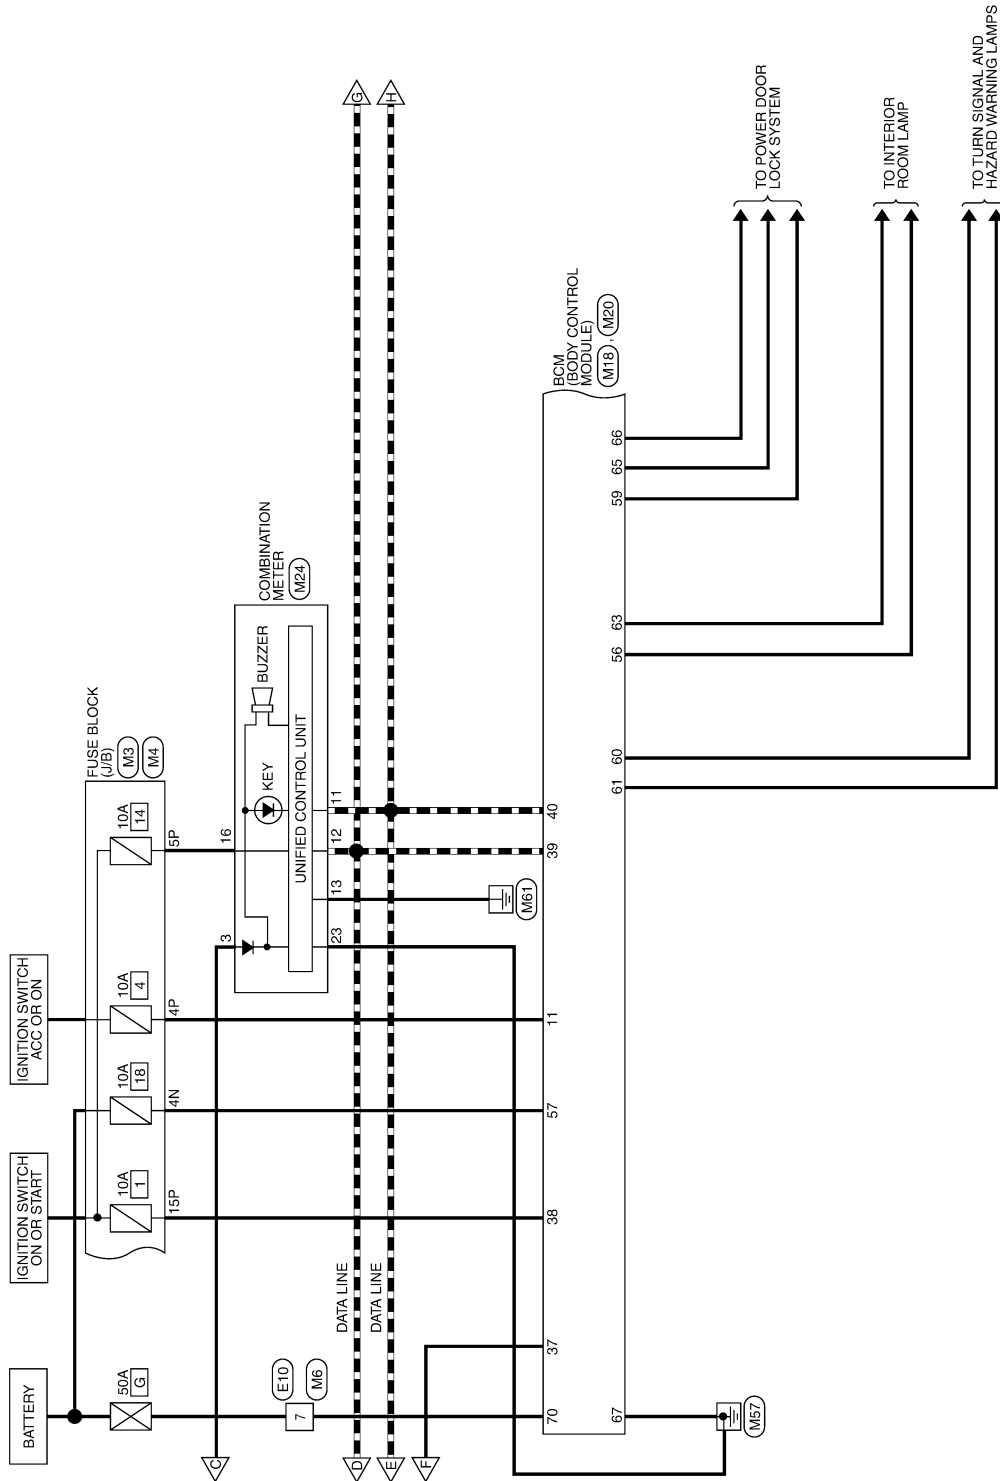 BATTERY
IGNITION SWITCH
ON OR START
IGNITION SWITCH
ACC OR ON
50A
G
10A
1
10A
18
10A
4
10A
14
FUSE BLOCK
(J/B)
M3
M4
15P
4N
4P
5P
C
3
16
COMBINATION
METER
M24
KEY
BUZZER
UNIFIED CONTROL UNIT
23
13
12
11
7
E10
M6
D
DATA LINE
G
E
DATA LINE
H
F
M61
70
37
38
57
11
39
40
BCM
(BODY CONTROL
MODULE)
M18 , M20
67
61
60
56
63
59
65
66
M57
TO POWER DOOR
LOCK SYSTEM
TO INTERIOR
ROOM LAMP
TO TURN SIGNAL AND
HAZARD WARNING LAMPS